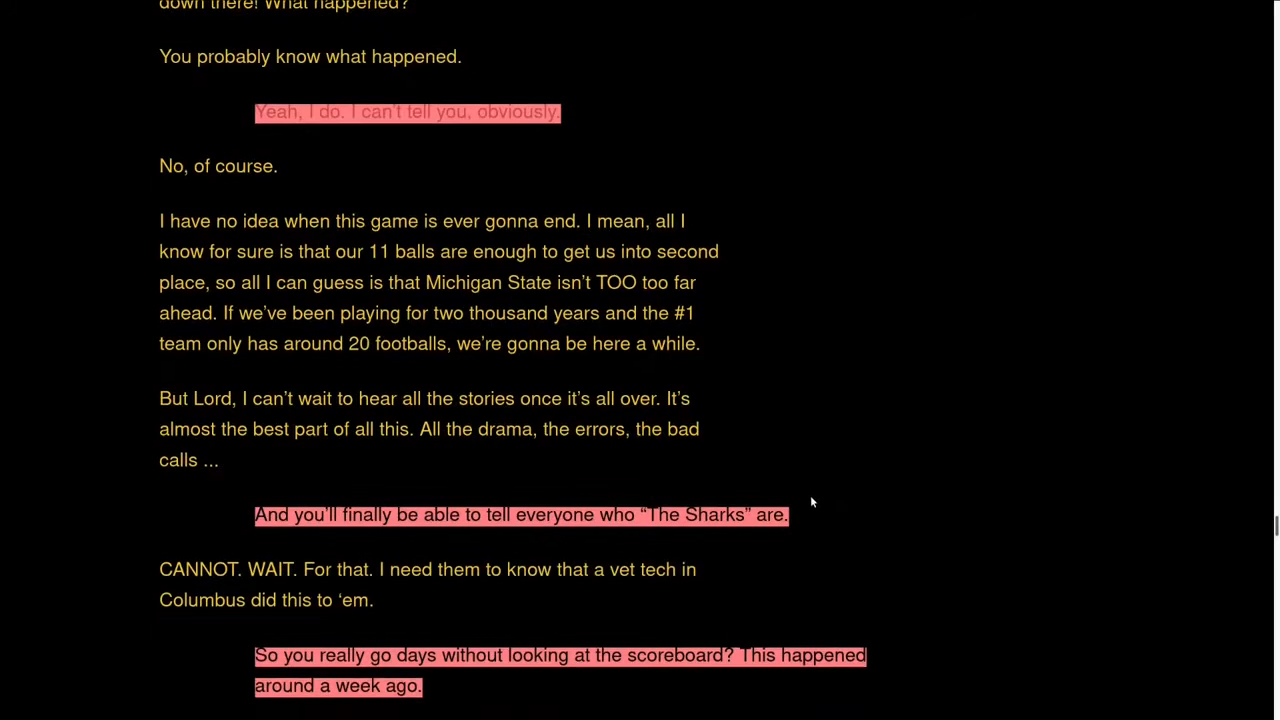 down there! What happened?
You probably know what happened.
Yeah, I do. I can’t tell you, obviously.
No, of course.
I have no idea when this game is ever gonna end. I mean, all I
know for sure is that our 11 balls are enough to get us into second
place, so all I can guess is that Michigan State isn’t TOO too far
ahead. If we’ve been playing for two thousand years and the #1
team only has around 20 footballs, we’re gonna be here a while.
But Lord, I can’t wait to hear all the stories once it’s all over. It’s
almost the best part of all this. All the drama, the errors, the bad
calls ...
And you’ll finally be able to tell everyone who “The Sharks” are.
CANNOT. WAIT. For that. I need them to know that a vet tech in
Columbus did this to ‘em.
So you really go days without looking at the scoreboard? This happened
around a week ago.